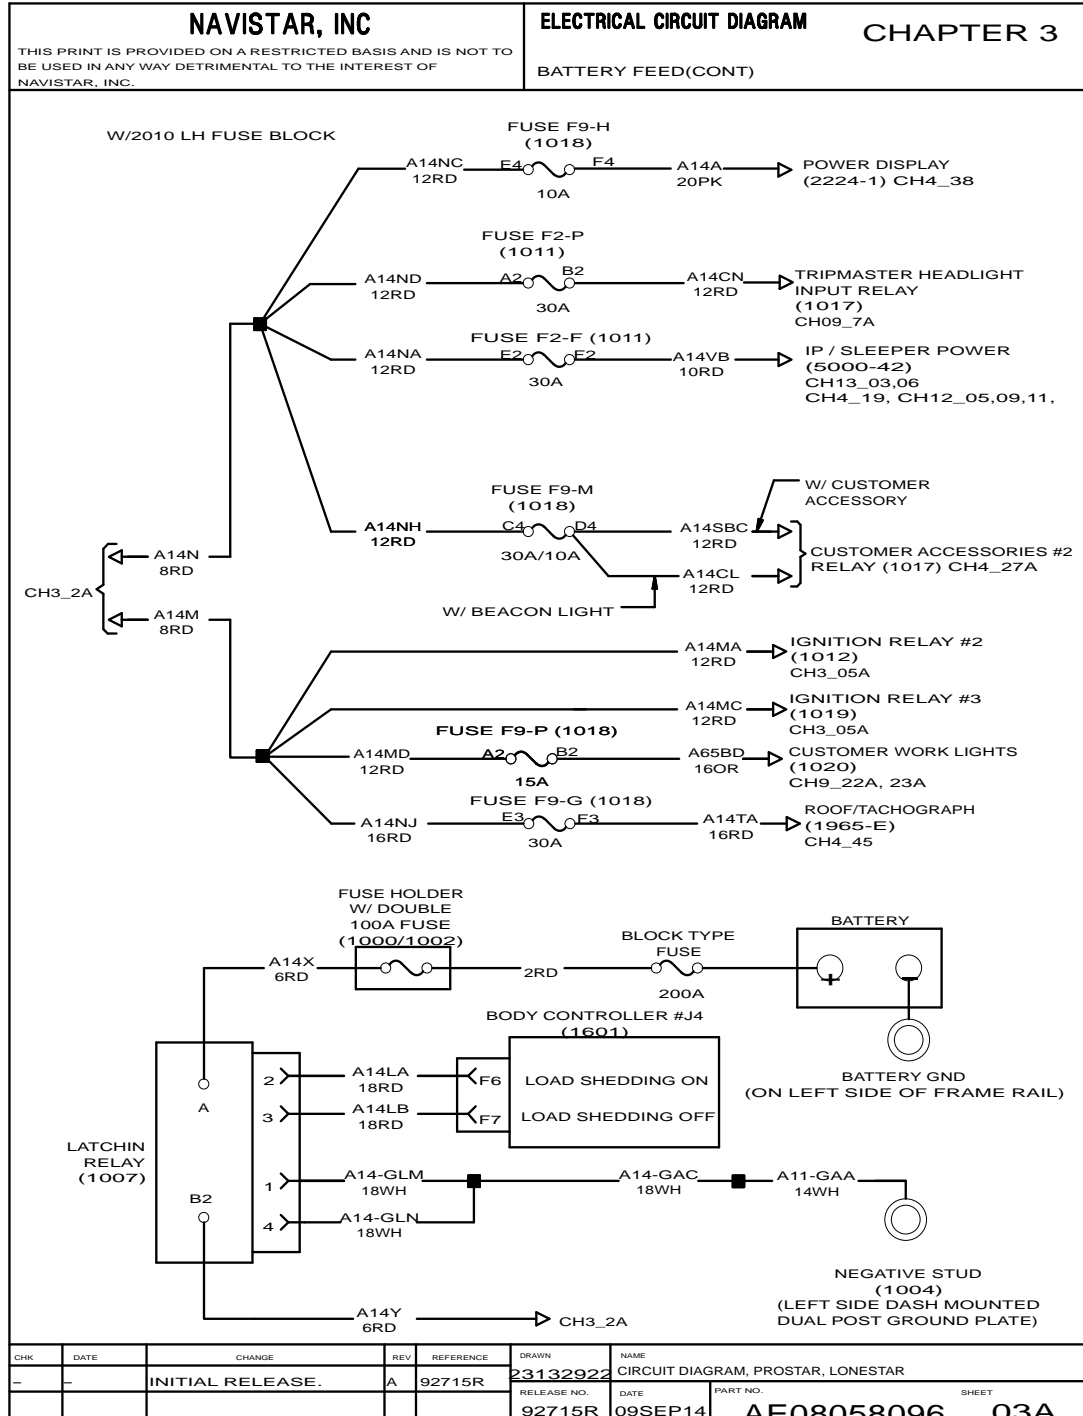 NAVISTAR, INC
THIS PRINT IS PROVIDED ON A RESTRICTED BASIS AND IS NOT TO
BE USED IN ANY WAY DETRIMENTAL TO THE INTEREST OF
NAVISTAR, INC.
ELECTRICAL CIRCUIT DIAGRAM
CHAPTER 3
BATTERY FEED(CONT)
W/2010 LH FUSE BLOCK
FUSE F9-H
(1018)
A14NC
12RD
E4
F4
10A
A14A
20PK
POWER DISPLAY
(2224-1) CH4_38
FUSE F2-P
(1011)
A14ND
12RD
A2
B2
30A
A14CN
12RD
TRIPMASTER HEADLIGHT
INPUT RELAY
(1017)
CH09_7A
FUSE F2-F (1011)
A14NA
12RD
E2
F2
30A
A14VB
10RD
IP / SLEEPER POWER
(5000-42)
CH13_03,06
CH4_19, CH12_05,09,11,
FUSE F9-M
(1018)
A14NH
12RD
C4
D4
30A/10A
A14SBC
12RD
W/ CUSTOMER
ACCESSORY
A14CL
12RD
W/ BEACON LIGHT
CUSTOMER ACCESSORIES #2
RELAY (1017) CH4_27A
A14N
8RD
CH3_2A
A14M
8RD
A14MA
12RD
IGNITION RELAY #2
(1012)
CH3_05A
A14MC
12RD
IGNITION RELAY #3
(1019)
CH3_05A
FUSE F9-P (1018)
A14MD
12RD
A2
B2
15A
A65BD
16OR
CUSTOMER WORK LIGHTS
(1020)
CH9_22A, 23A
FUSE F9-G (1018)
A14NJ
16RD
E3
F3
30A
A14TA
16RD
ROOF/TACHOGRAPH
(1965-E)
CH4_45
FUSE HOLDER
W/ DOUBLE
100A FUSE
(1000/1002)
A14X
6RD
2RD
BLOCK TYPE
FUSE
200A
BATTERY
+
BATTERY GND
(ON LEFT SIDE OF FRAME RAIL)
BODY CONTROLLER #J4
(1601)
A
2
A14LA
18RD
F6
LOAD SHEDDING ON
3
A14LB
18RD
F7
LOAD SHEDDING OFF
LATCHIN
RELAY
(1007)
B2
1
A14-GLM
18WH
A14-GAC
18WH
A11-GAA
14WH
4
A14-GLN
18WH
NEGATIVE STUD
(1004)
(LEFT SIDE DASH MOUNTED
DUAL POST GROUND PLATE)
A14Y
6RD
CH3_2A
CHK
DATE
CHANGE
REV
REFERENCE
–
–
INITIAL RELEASE.
A
92715R
DRAWN
23132922
NAME
CIRCUIT DIAGRAM, PROSTAR, LONESTAR
RELEASE NO.
92715R
DATE
09SEP14
PART NO.
AE08058096
SHEET
03A